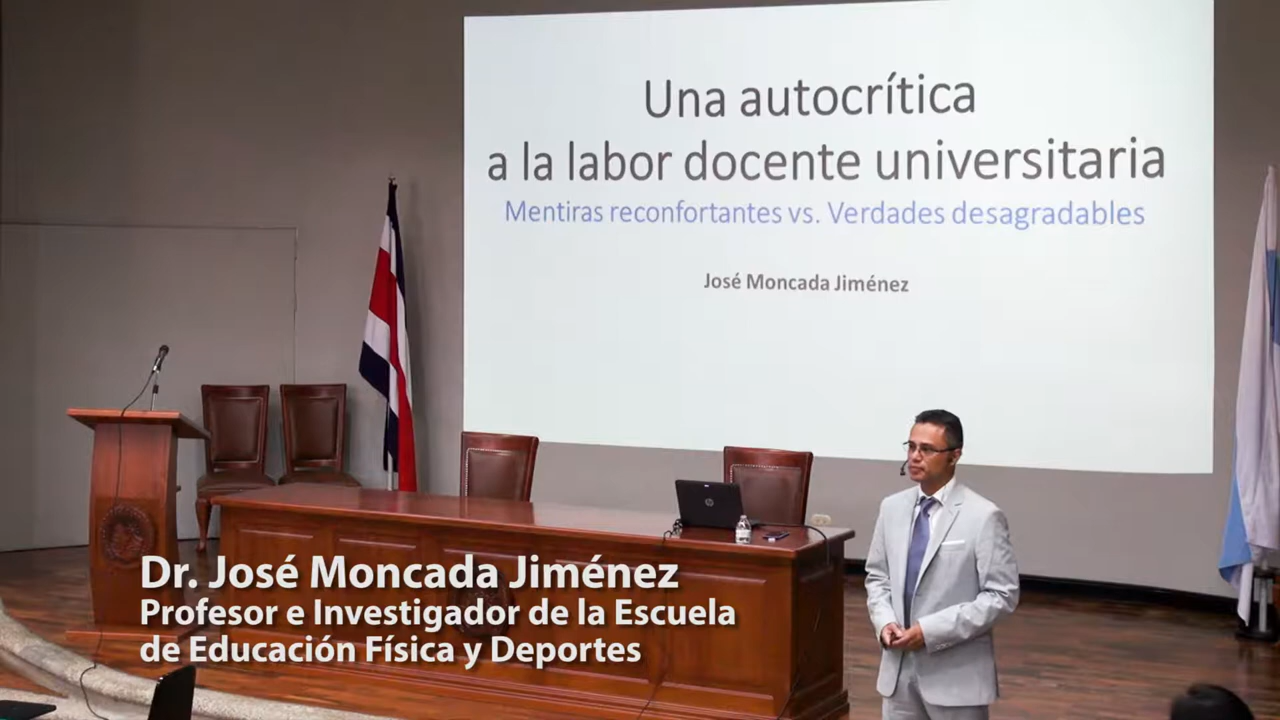 Una autocrítica
a la labor docente universitaria
Mentiras reconfortantes vs. Verdades desagradables
José Moncada Jiménez
Dr. José Moncada Jiménez
Profesor e Investigador de la Escuela
de Educación Física y Deportes